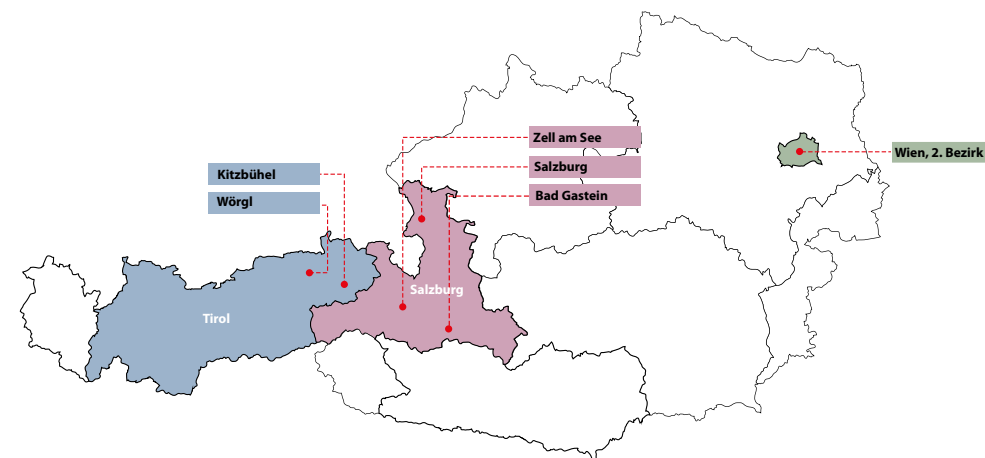 Zell am See
Wien, 2. Bezirk
Salzburg
Kitzbühel
Bad Gastein
Wörgl
Salzburg
Tirol